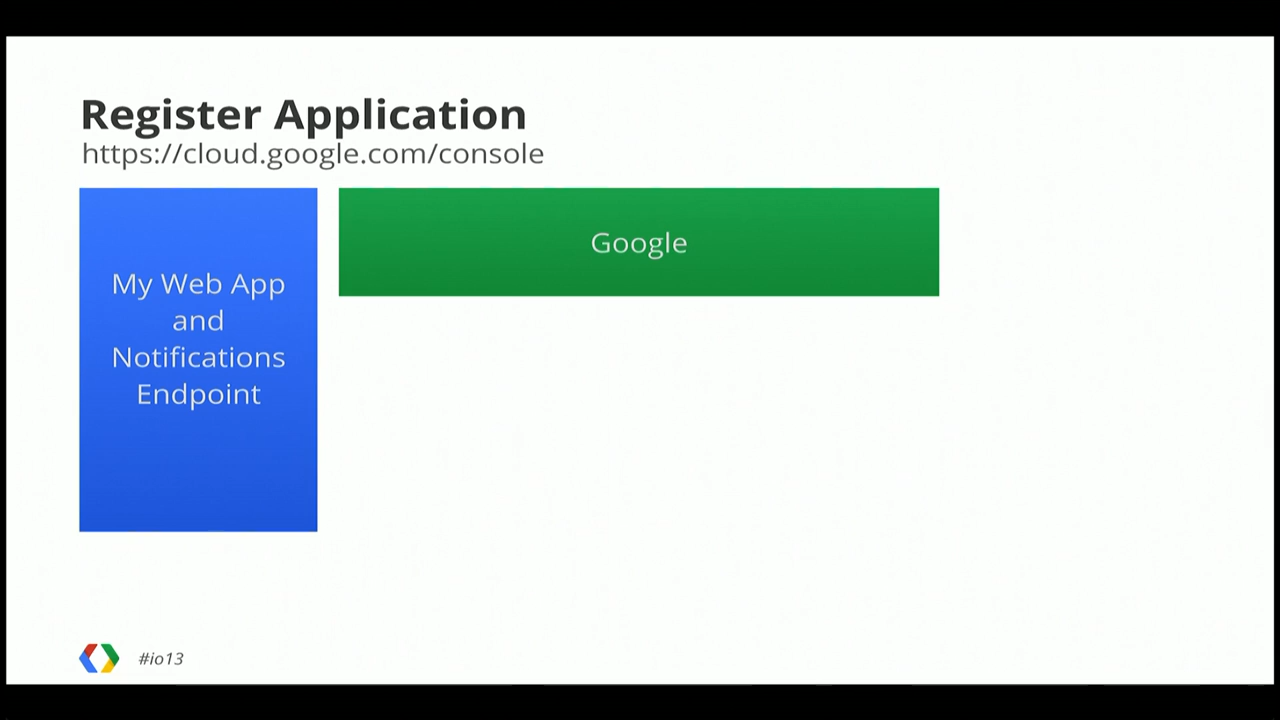 Register Application
https://cloud.google.com/console
My Web App
and
Notifications
Endpoint
Google
#io13